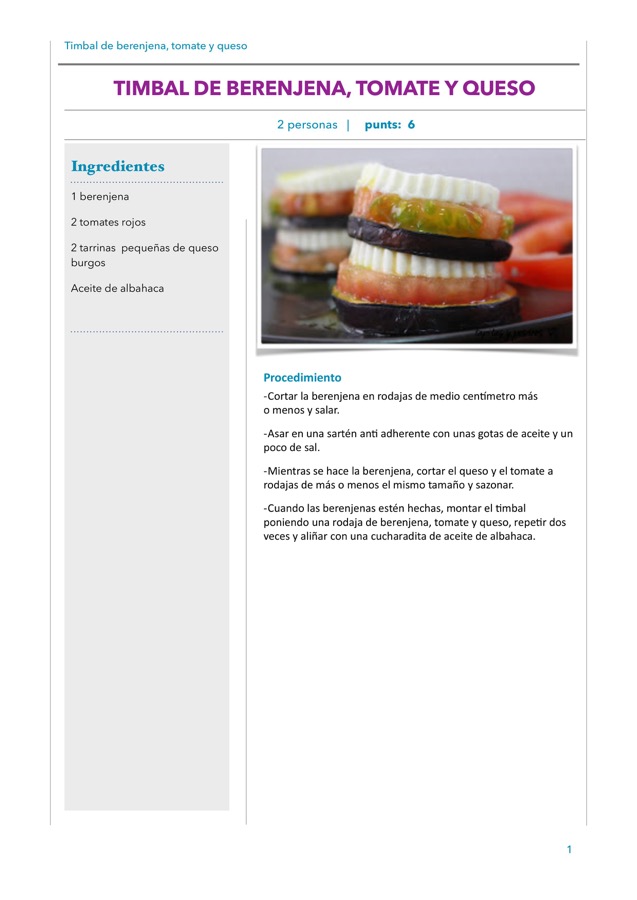 Timbal de berenjena, tomate y queso
TIMBAL DE BERENJENA, TOMATE Y QUESO
2 personas | punts: 6
Ingredientes
1 berenjena
2 tomates rojos
2 tarrinas pequeñas de queso
burgos
Aceite de albahaca
Procedimiento
-Cortar la berenjena en rodajas de medio centímetro más
o menos y salar.
-Asar en una sartén anti adherente con unas gotas de aceite y un
poco de sal.
-Mientras se hace la berenjena, cortar el queso y el tomate a
rodajas de más o menos el mismo tamaño y sazonar.
-Cuando las berenjenas estén hechas, montar el timbal
poniendo una rodaja de berenjena, tomate y queso, repetir dos
veces y aliñar con una cucharadita de aceite de albahaca.
1